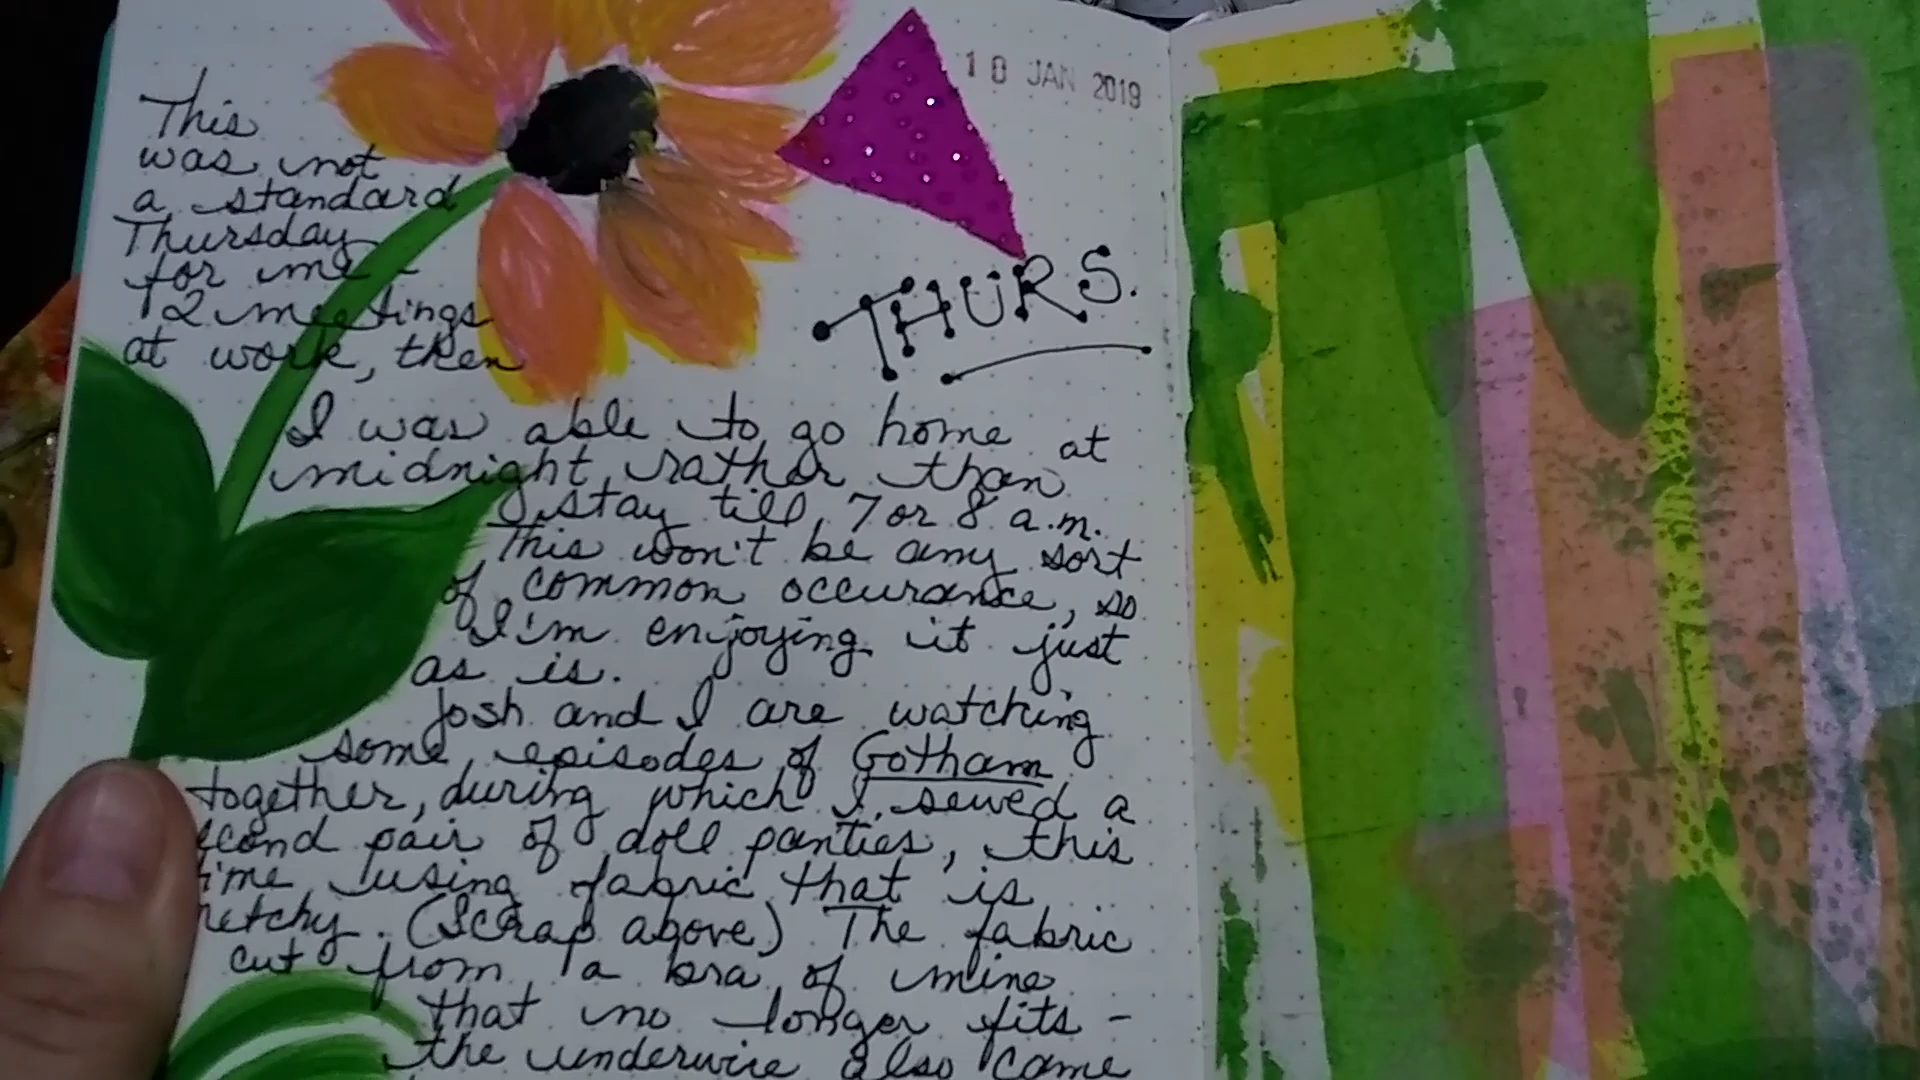 10 JAN 2019
THURS.
This
was not
a standard
Thursday
for me -
2 meetings
at work, then
I was able to go home at
midnight rather than
stay till 7 or 8 a.m.
This won't be any sort
of common occurance, so
I'm enjoying it just
as is.
Josh and I are watching
some episodes of Gotham
together, during which I sewed a
econd pair of doll panties, this
ime using fabric that is
retchy. (Scrap above) The fabric
cut from a bra of mine
that no longer fits -
the underwire also came